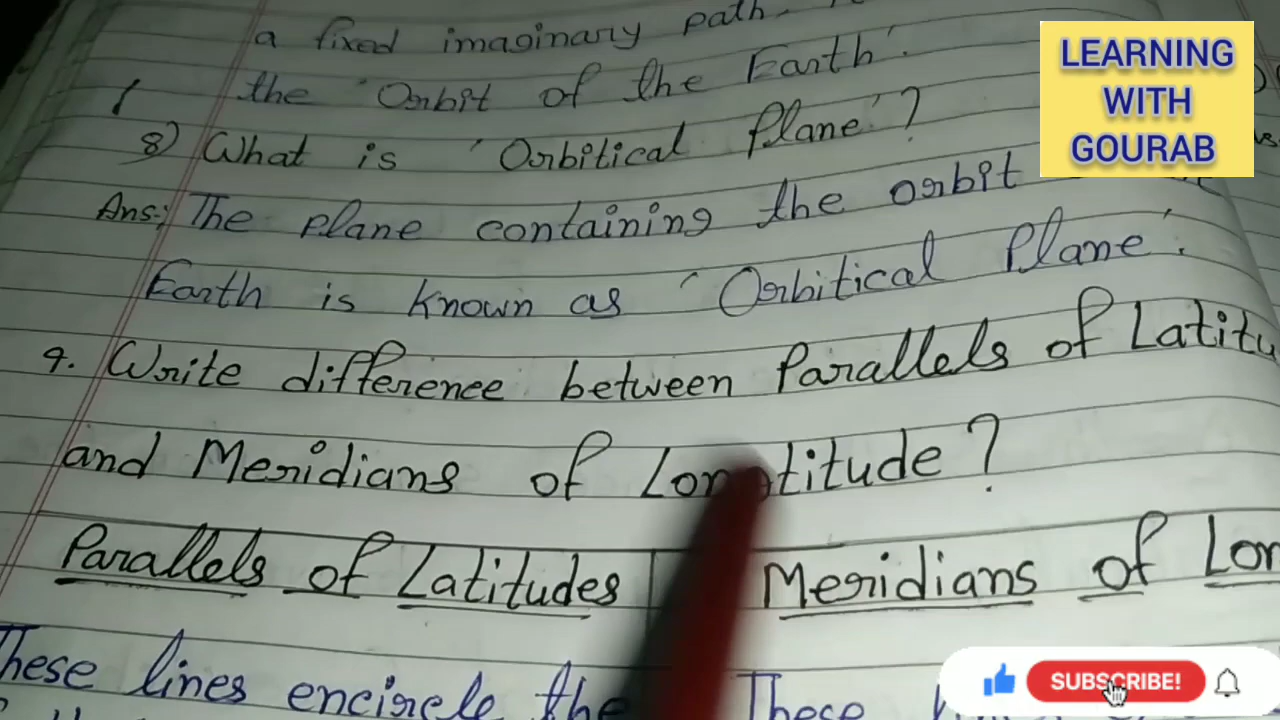 a fixed imaginary path.
the 'Orbit of the Earth'.
8) What is 'Orbitical Plane'?
Ans:; The plane containing the orbit
Earth is known as 'Orbitical Plane'.
9. Write difference between Parallels of Latitu
and Meridians of Longtitude?
Parallels of Latitudes Meridians of Lon
These lines encircle the These
LEARNING
WITH
GOURAB
SUBSCRIBE!